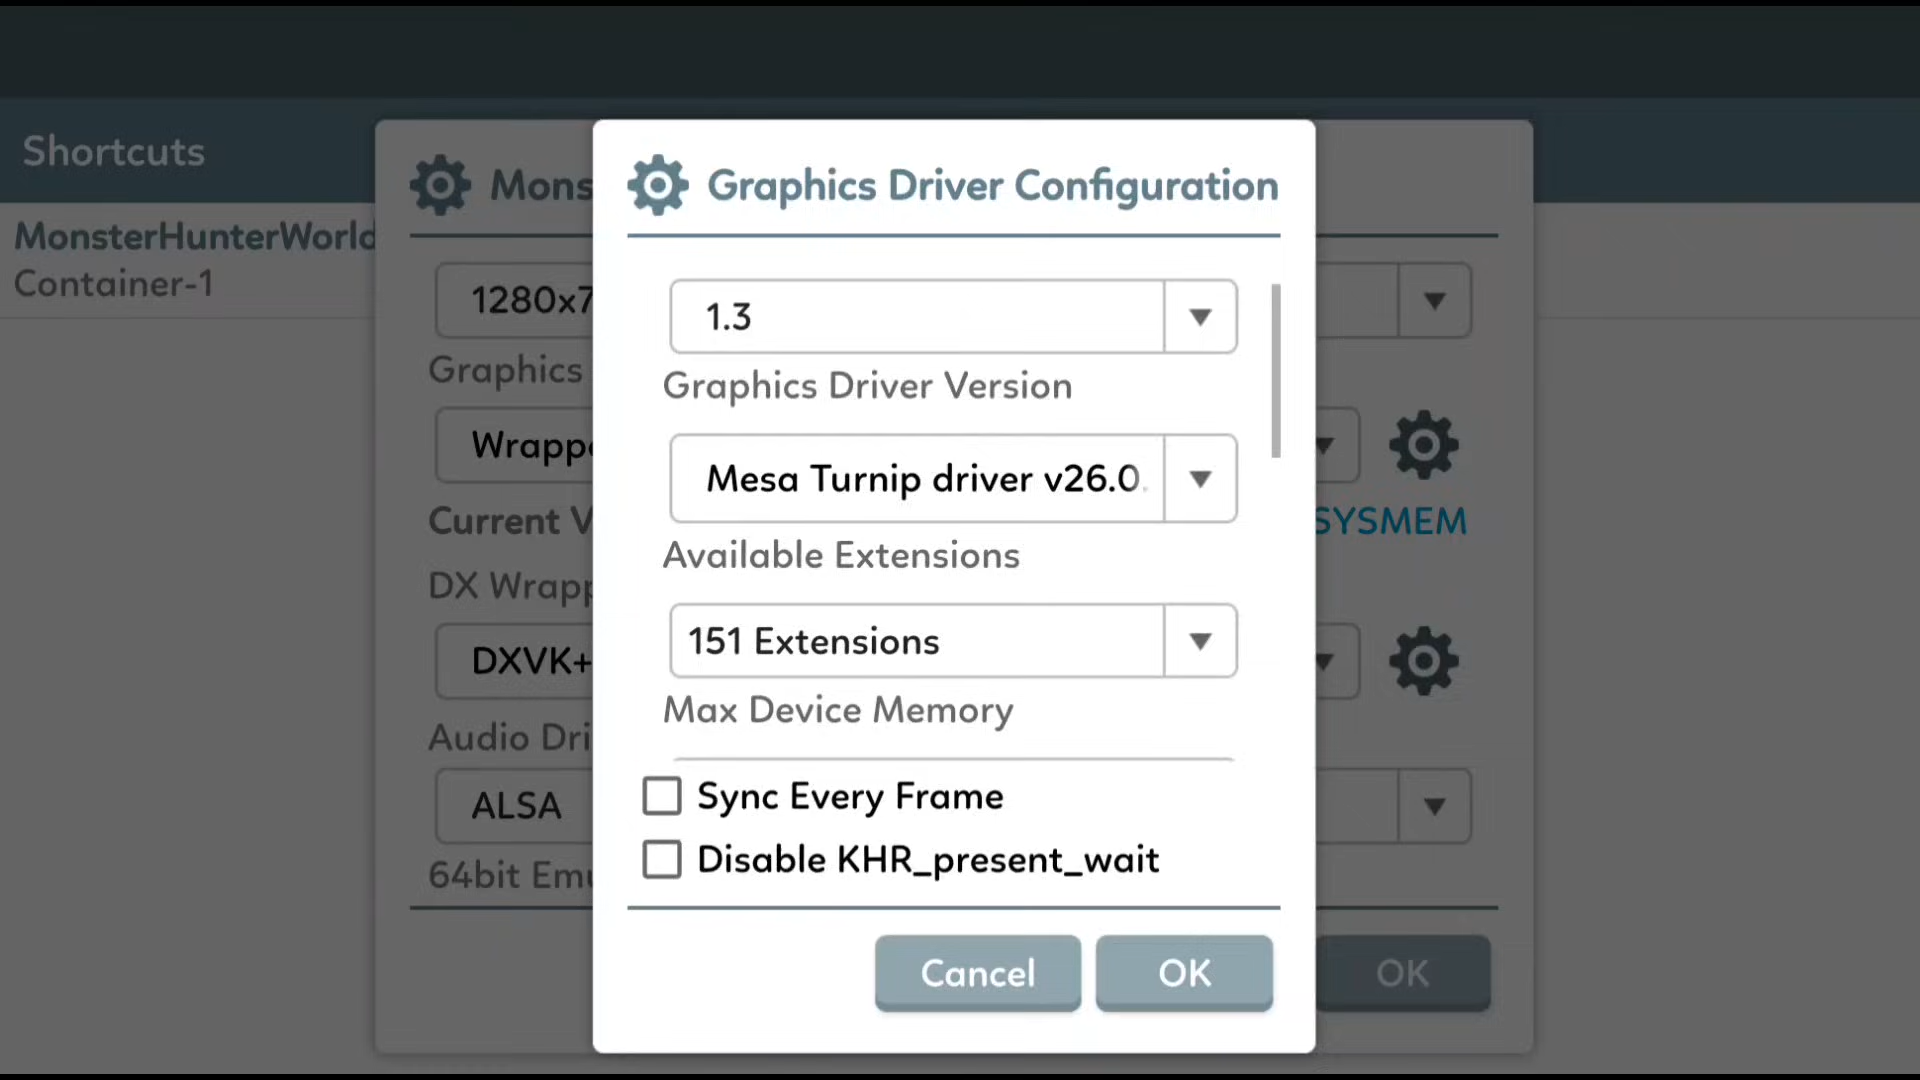 Shortcuts
MonsterHunterWorld
Container-1
Mons
1280x7
Graphics
Wrapp
Current V
SYSMEM
DX Wrapp
DXVK+
Audio Dri
ALSA
64bit Emu
OK
Graphics Driver Configuration
1.3
Graphics Driver Version
Mesa Turnip driver v26.0.
Available Extensions
151 Extensions
Max Device Memory
Sync Every Frame
Disable KHR_present_wait
Cancel
OK